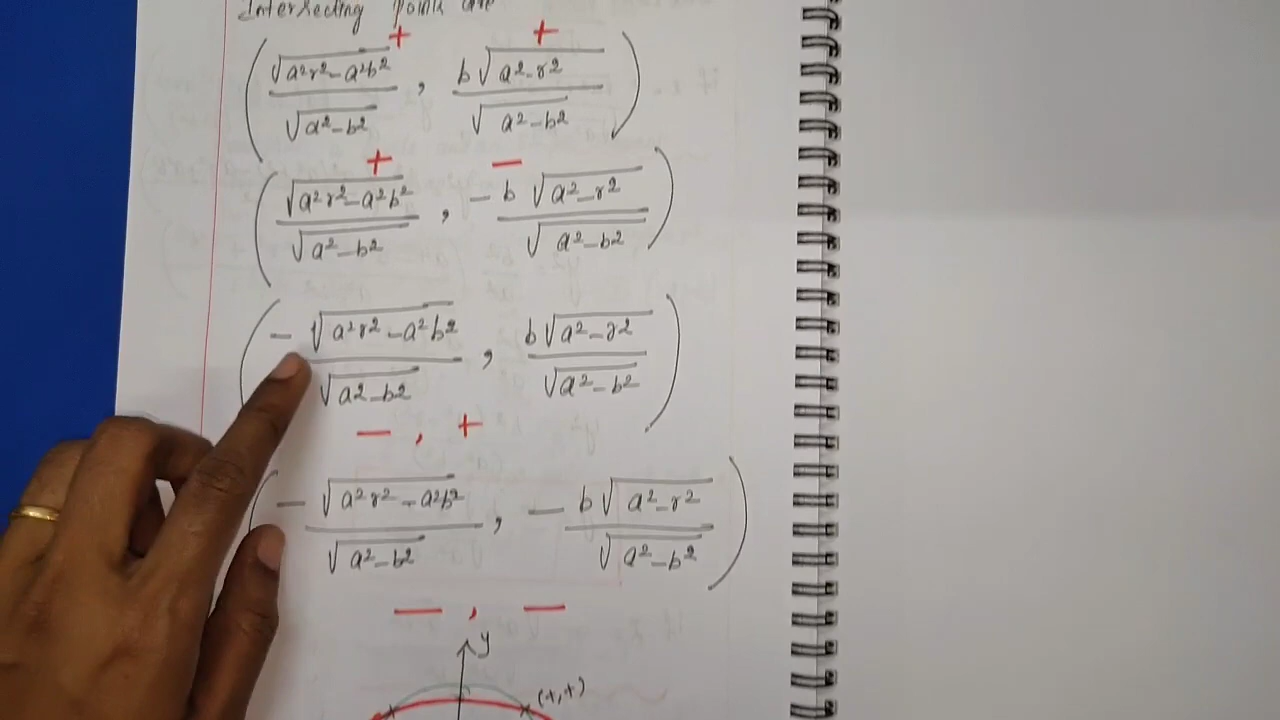 Intersecting points are
+ +
(√(a²r²-a²b²) / √(a²-b²) , b√(a²-r²) / √(a²-b²))
+ −
(√(a²r²-a²b²) / √(a²-b²) , - b√(a²-r²) / √(a²-b²))
(- √(a²r²-a²b²) / √(a²-b²) , b√(a²-r²) / √(a²-b²))
− , +
(- √(a²r²-a²b²) / √(a²-b²) , - b√(a²-r²) / √(a²-b²))
− , −
y
(+,+)